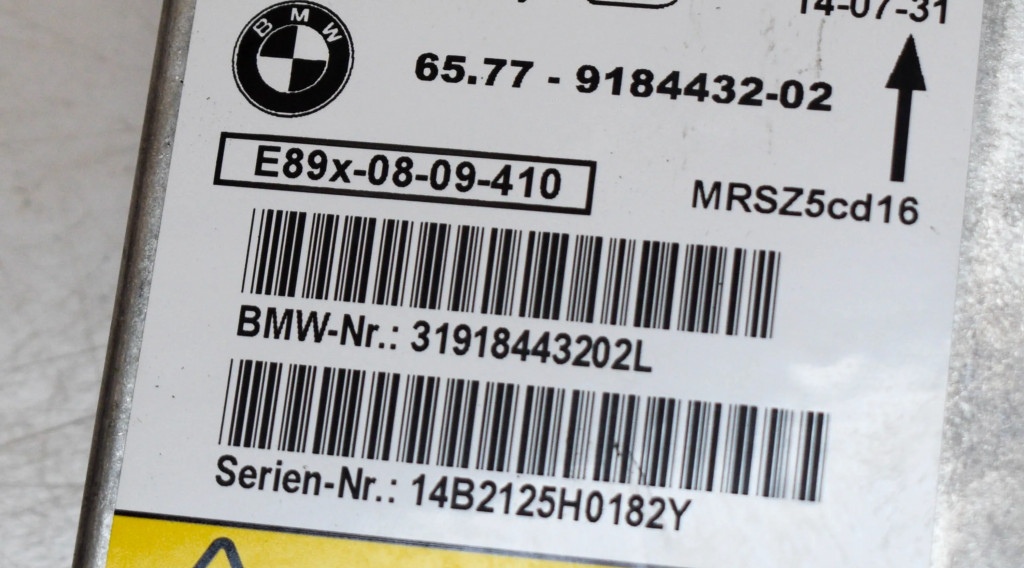 14-07-31
BMW
65.77 - 9184432-02
E89x-08-09-410
MRSZ5cd16
BMW-Nr.: 31918443202L
Serien-Nr.: 14B2125H0182Y